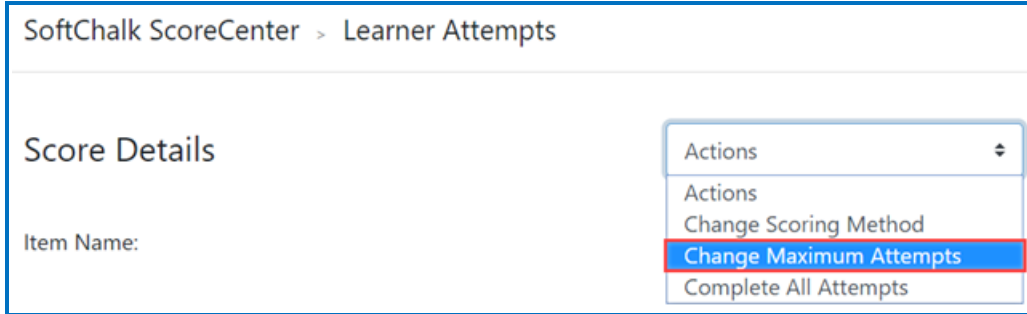 SoftChalk ScoreCenter > Learner Attempts
Score Details
Actions
Actions
Change Scoring Method
Item Name:
Change Maximum Attempts
Complete All Attempts